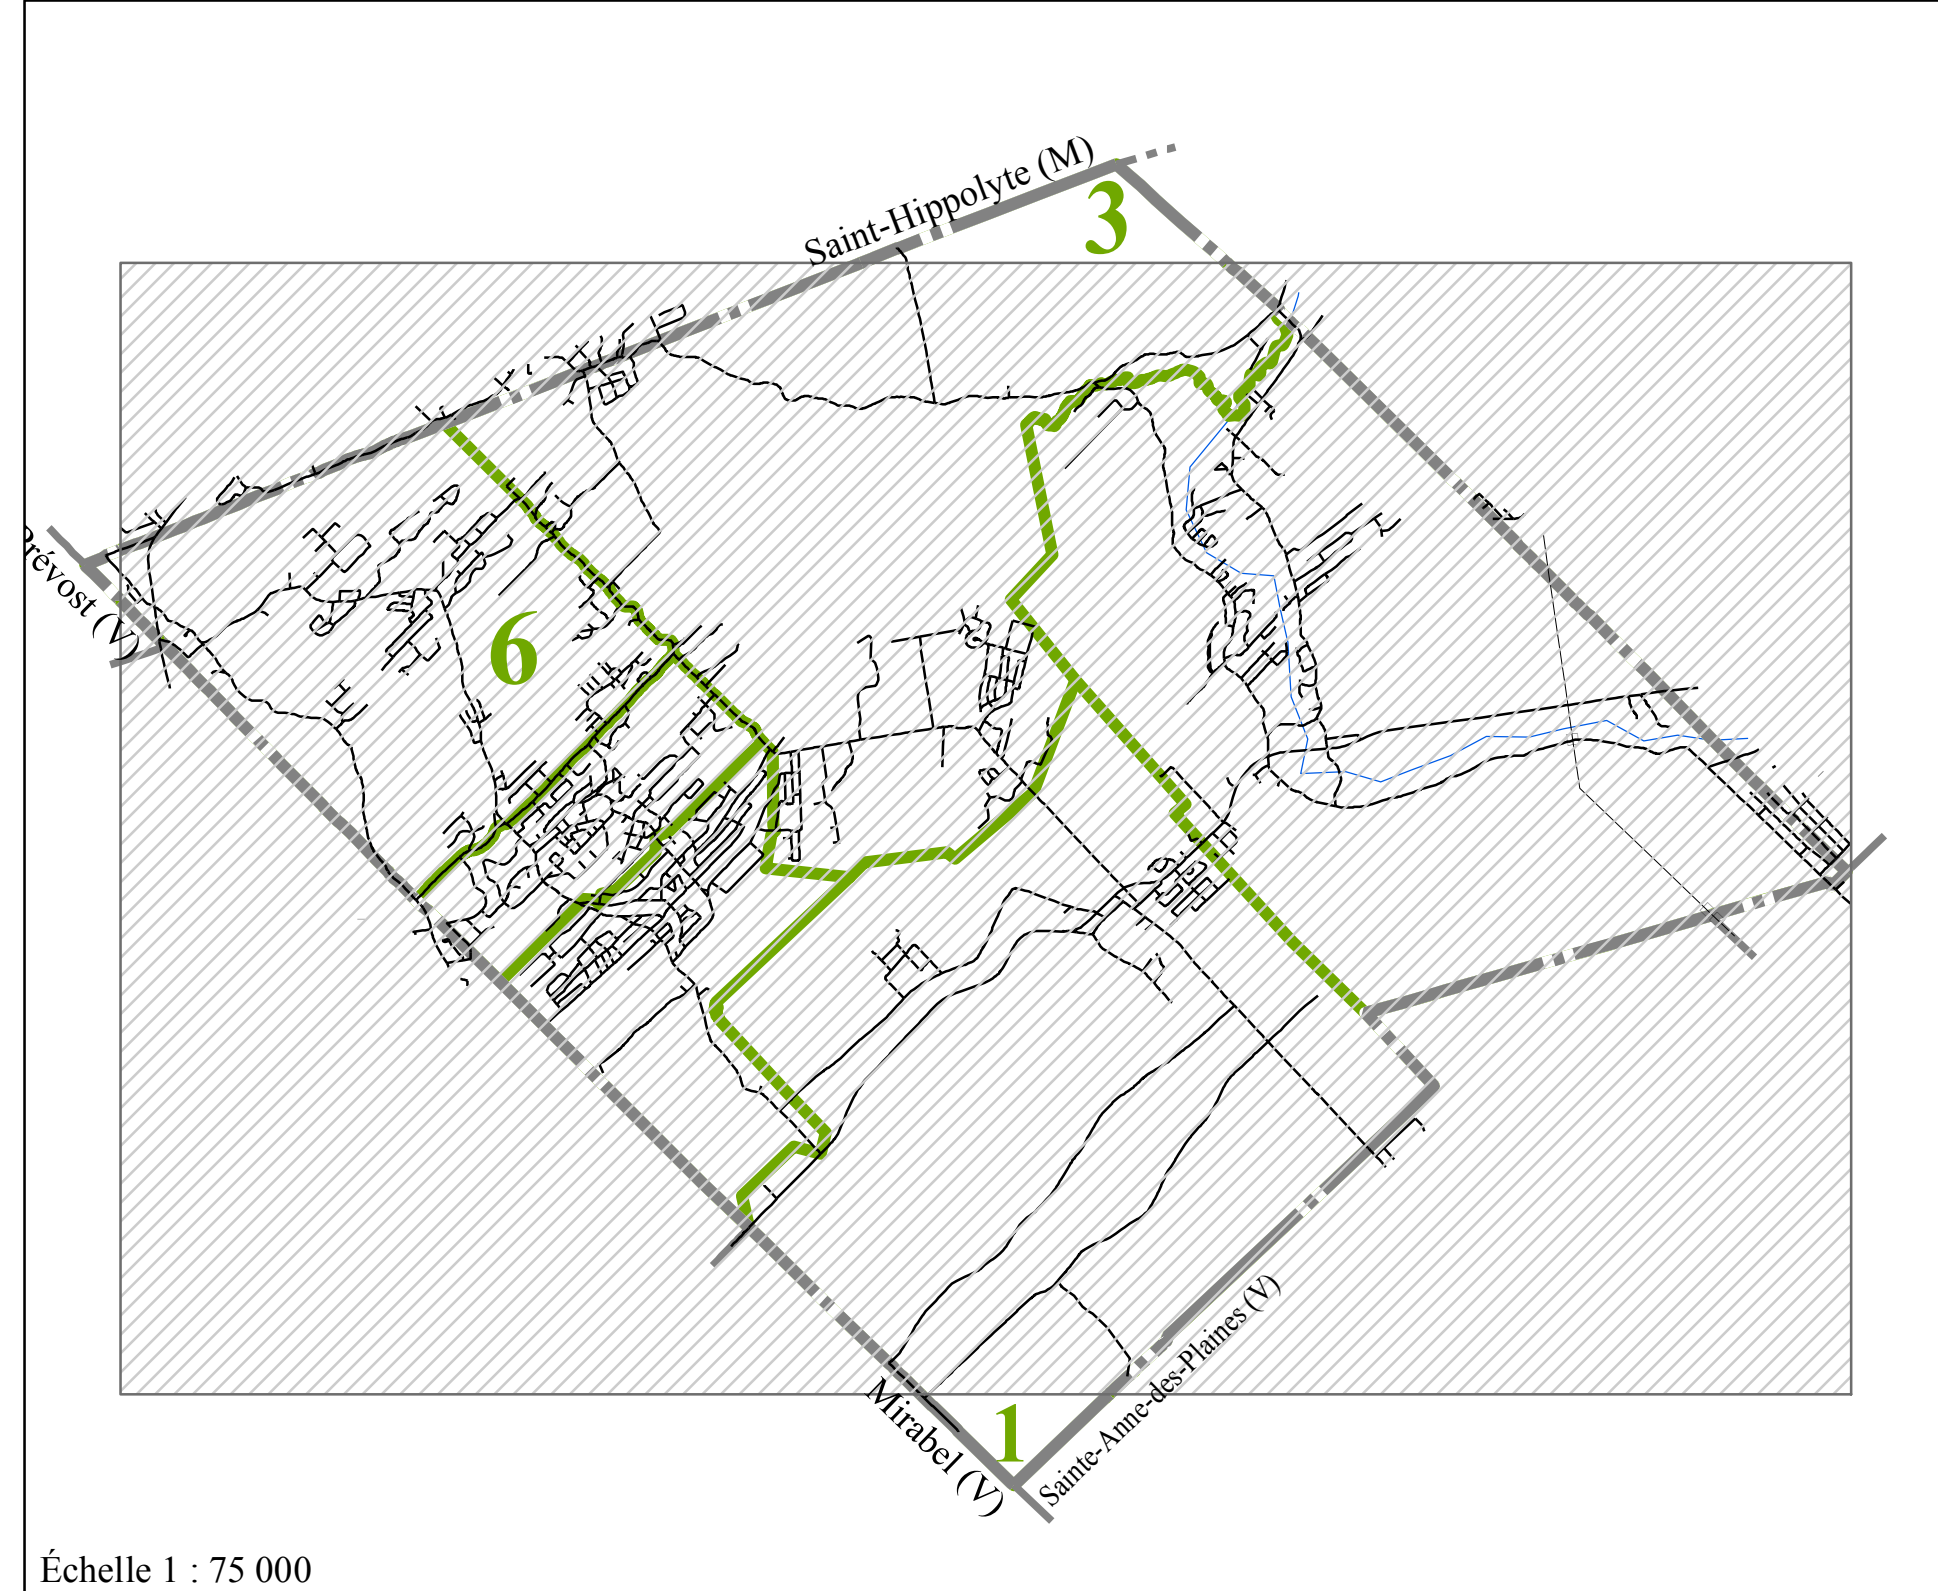 Saint-Hippolyte (M)
3
Prévost (V)
6
Mirabel (V)
1
Sainte-Anne-des-Plaines (V)
Échelle 1 : 75 000